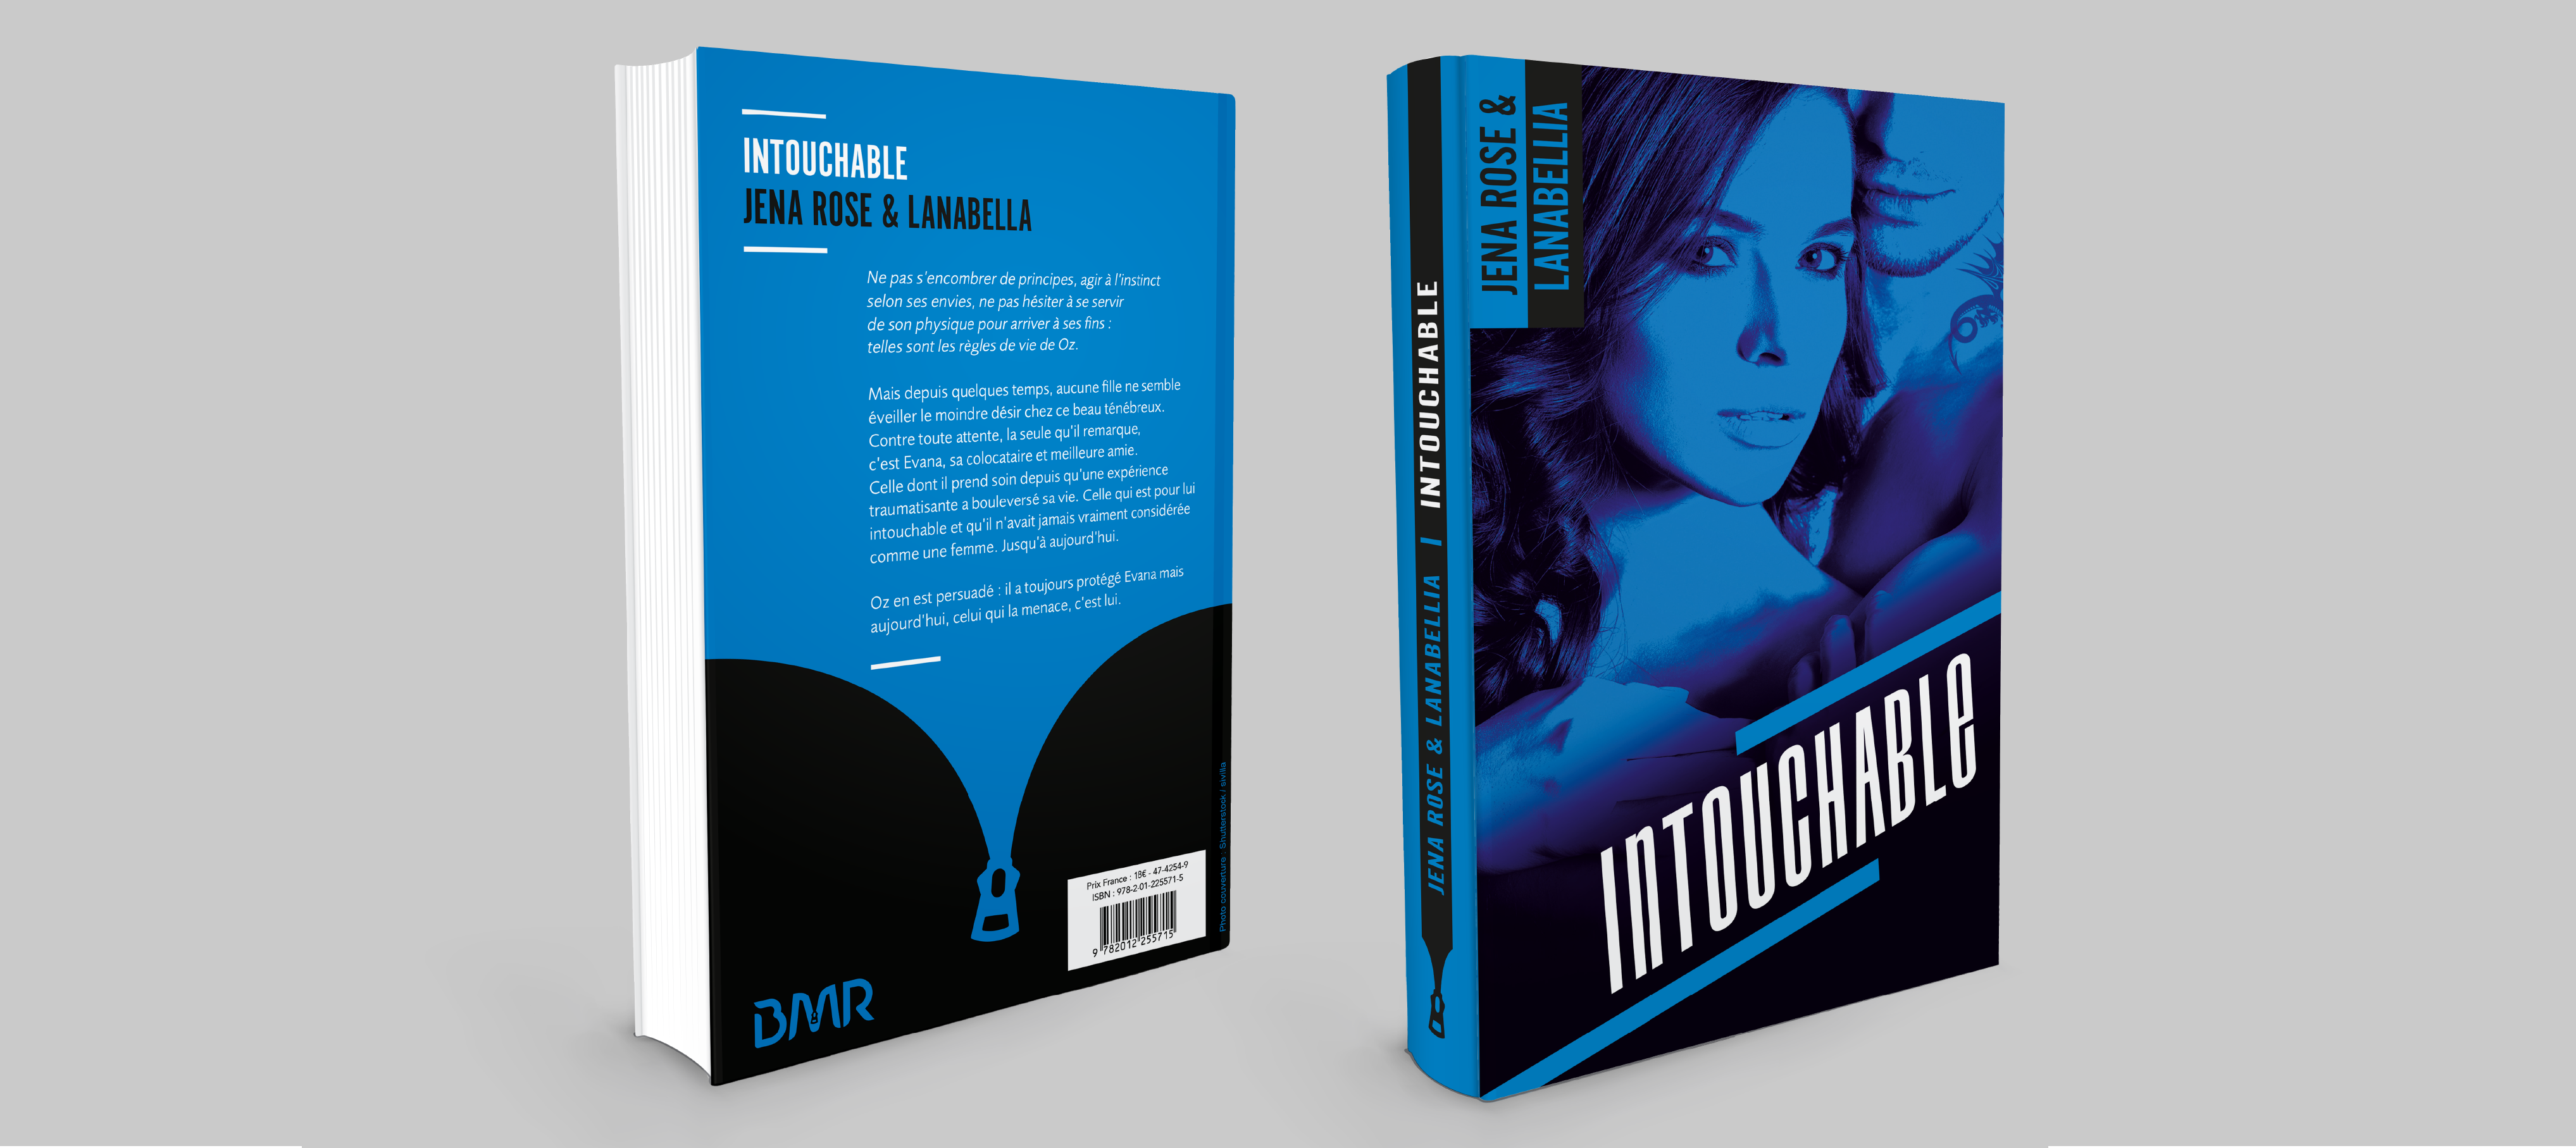 INTOUCHABLE
JENA ROSE & LANABELLA
Ne pas s'encombrer de principes, agir à l'instinct
selon ses envies, ne pas hésiter à se servir
de son physique pour arriver à ses fins :
telles sont les règles de vie de Oz.
Mais depuis quelques temps, aucune fille ne semble
éveiller le moindre désir chez ce beau ténébreux.
Contre toute attente, la seule qu'il remarque,
c'est Evana, sa colocataire et meilleure amie.
Celle dont il prend soin depuis qu'une expérience
traumatisante a bouleversé sa vie. Celle qui est pour lui
intouchable et qu'il n'avait jamais vraiment considérée
comme une femme. Jusqu'à aujourd'hui.
Oz en est persuadé : il a toujours protégé Evana mais
aujourd'hui, celui qui la menace, c'est lui.
Photo couverture : Shutterstock / sivilla
Prix France : 18€ - 47-4254-9
ISBN : 978-2-01-225571-5
9 782012 255715
BMR
JENA ROSE & LANABELLIA | INTOUCHABLE
JENA ROSE &
LANABELLIA
INTOUCHABLE